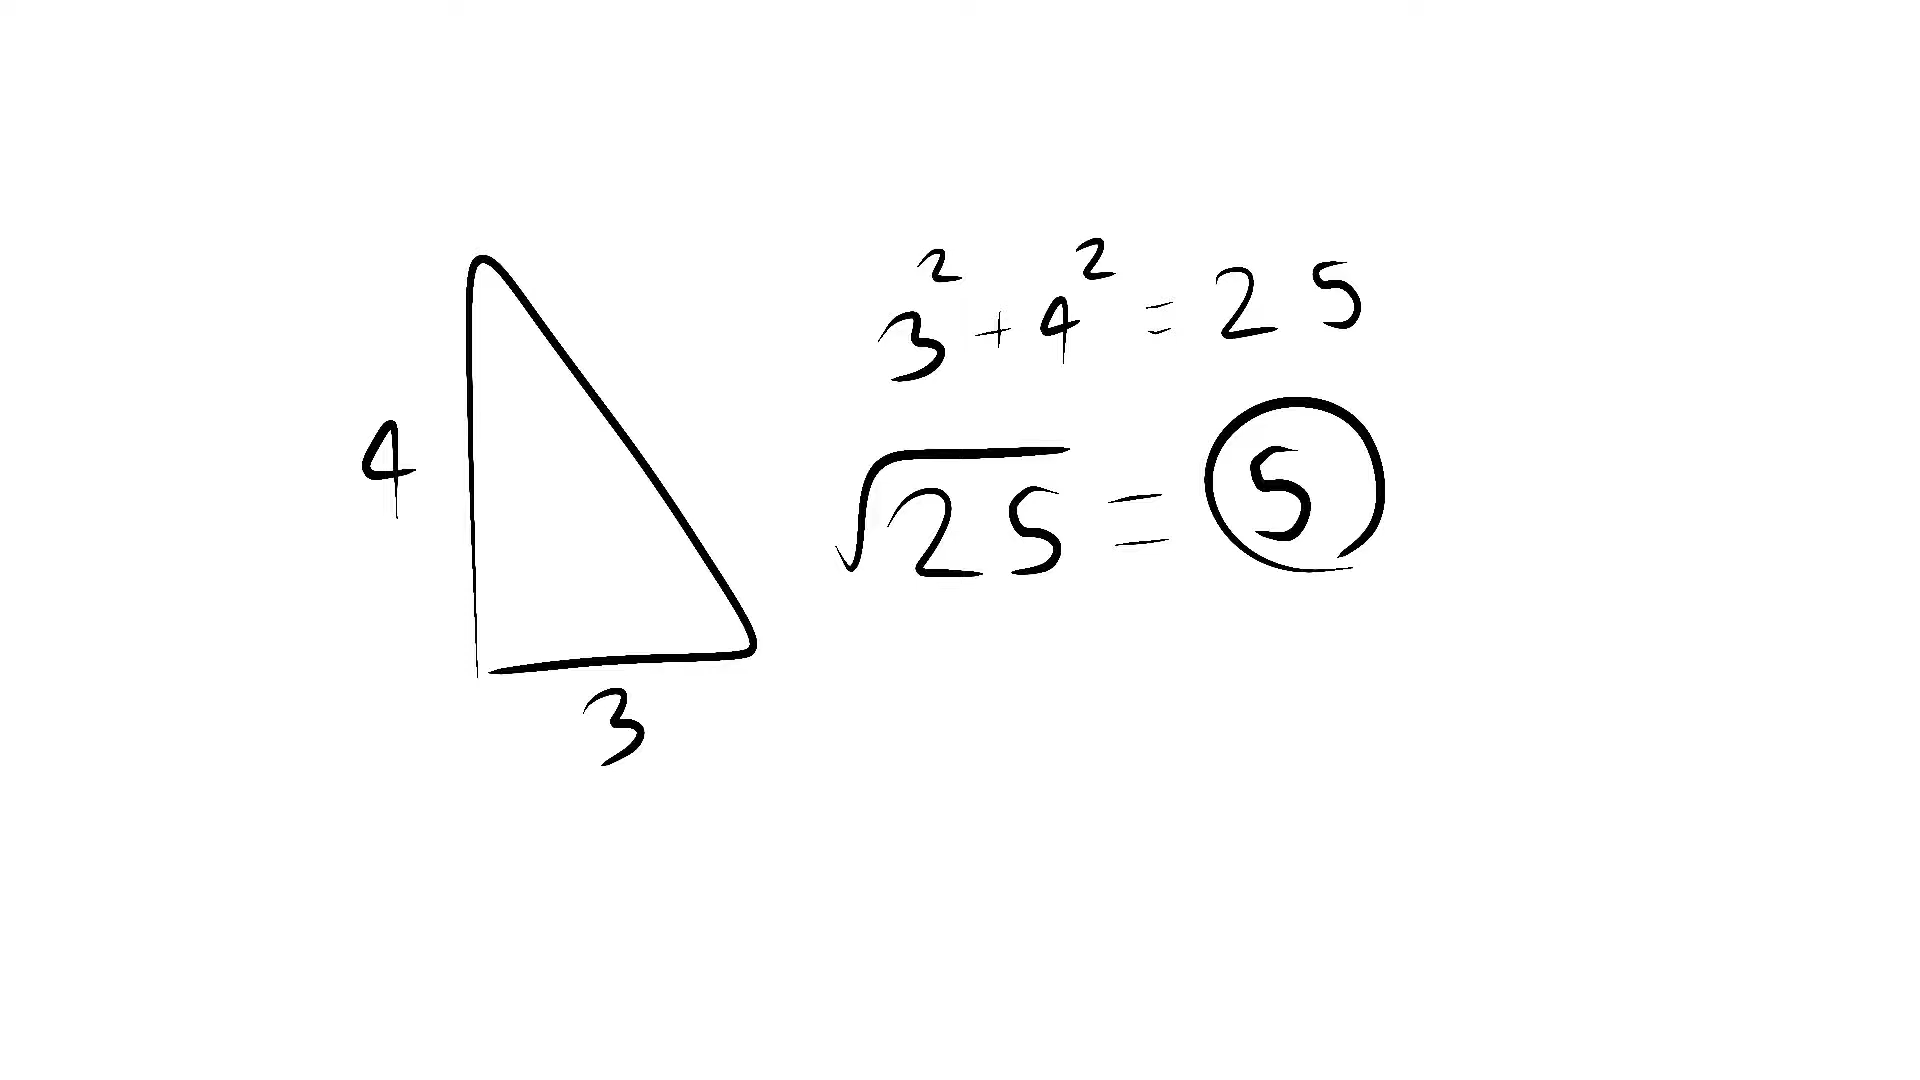 3² + 4² = 25
4
√25 = 5
3